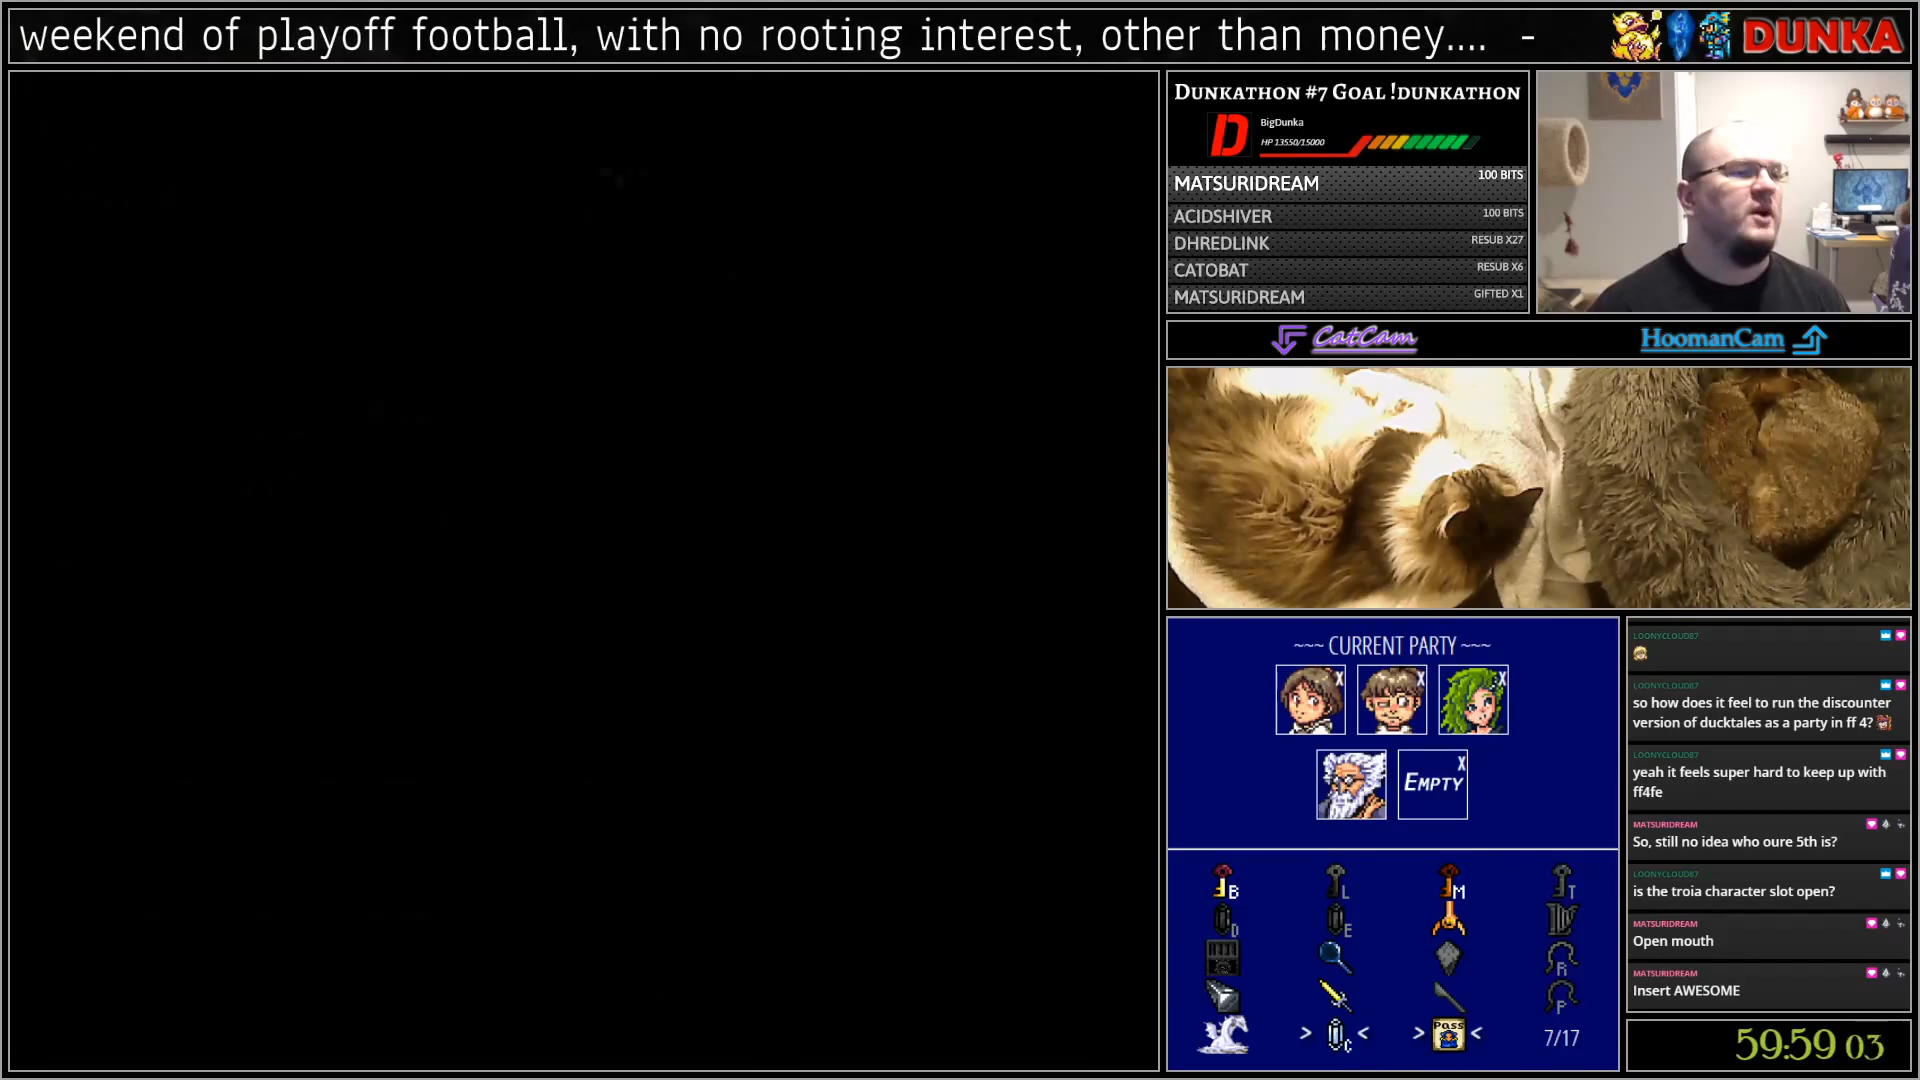 weekend of playoff football, with no rooting interest, other than money.... -
DUNKA
DUNKATHON #7 GOAL !DUNKATHON
D
BigDunka
HP 13550/15000
MATSURIDREAM 100 BITS
ACIDSHIVER 100 BITS
DHREDLINK RESUB X27
CATOBAT RESUB X6
MATSURIDREAM GIFTED X1
CatCam
HoomanCam
~~~ CURRENT PARTY ~~~
X X X
EMPTY X
B L M T
D E
R
P
> C < > PASS < 7/17
LOONYCLOUD87
LOONYCLOUD87
so how does it feel to run the discounter
version of ducktales as a party in ff 4?
LOONYCLOUD87
yeah it feels super hard to keep up with
ff4fe
MATSURIDREAM
So, still no idea who oure 5th is?
LOONYCLOUD87
is the troia character slot open?
MATSURIDREAM
Open mouth
MATSURIDREAM
Insert AWESOME
59:59 03